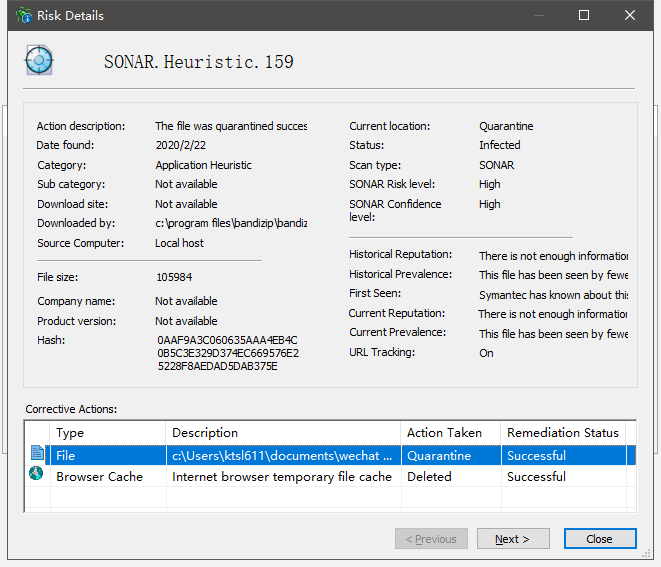 Risk Details
SONAR.Heuristic.159
Action description: The file was quarantined succes
Date found: 2020/2/22
Category: Application Heuristic
Sub category: Not available
Download site: Not available
Downloaded by: c:\program files\bandizip\bandiz
Source Computer: Local host
File size: 105984
Company name: Not available
Product version: Not available
Hash: 0AAF9A3C060635AAA4EB4C
0B5C3E329D374EC669576E2
5228F8AEDAD5DAB375E
Current location: Quarantine
Status: Infected
Scan type: SONAR
SONAR Risk level: High
SONAR Confidence High
level:
Historical Reputation: There is not enough information
Historical Prevalence: This file has been seen by fewe
First Seen: Symantec has known about this
Current Reputation: There is not enough information
Current Prevalence: This file has been seen by fewe
URL Tracking: On
Corrective Actions:
Type Description Action Taken Remediation Status
File c:\Users\ktsl611\documents\wechat ... Quarantine Successful
Browser Cache Internet browser temporary file cache Deleted Successful
< Previous Next > Close